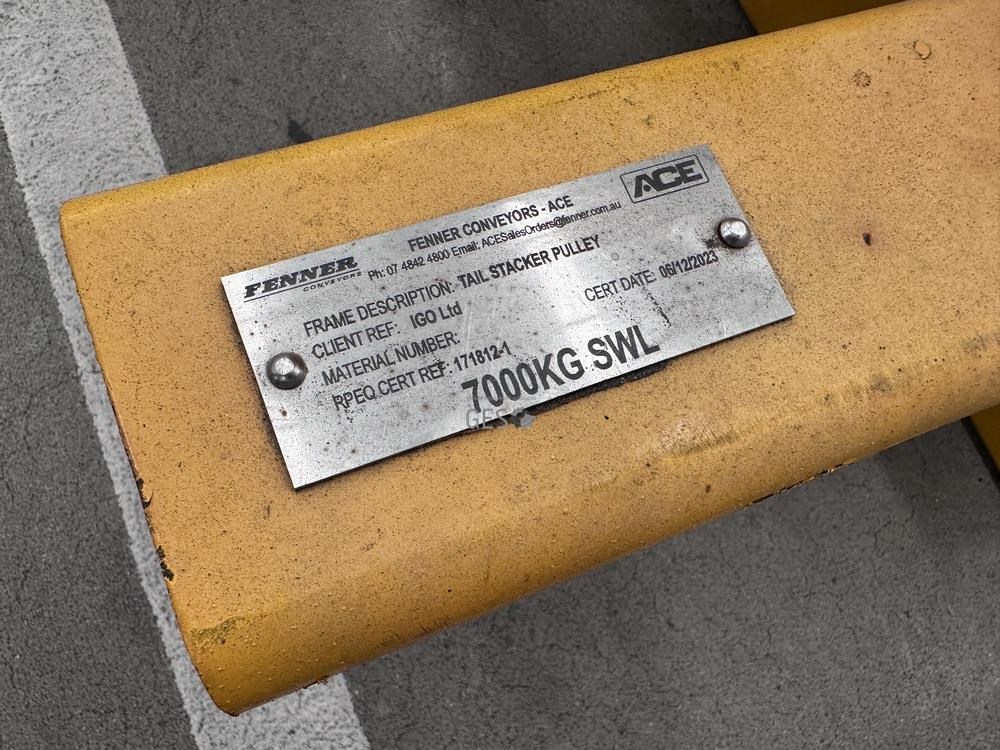 FENNER CONVEYORS - ACE
ACE
Ph: 07 4842 4800 Email: ACESalesOrders@fenner.com.au
FENNER
CONVEYORS
FRAME DESCRIPTION: TAIL STACKER PULLEY
CLIENT REF: IGO Ltd
CERT DATE: 06/12/2023
MATERIAL NUMBER:
RPEQ CERT REF: 171812-1
7000KG SWL
GES